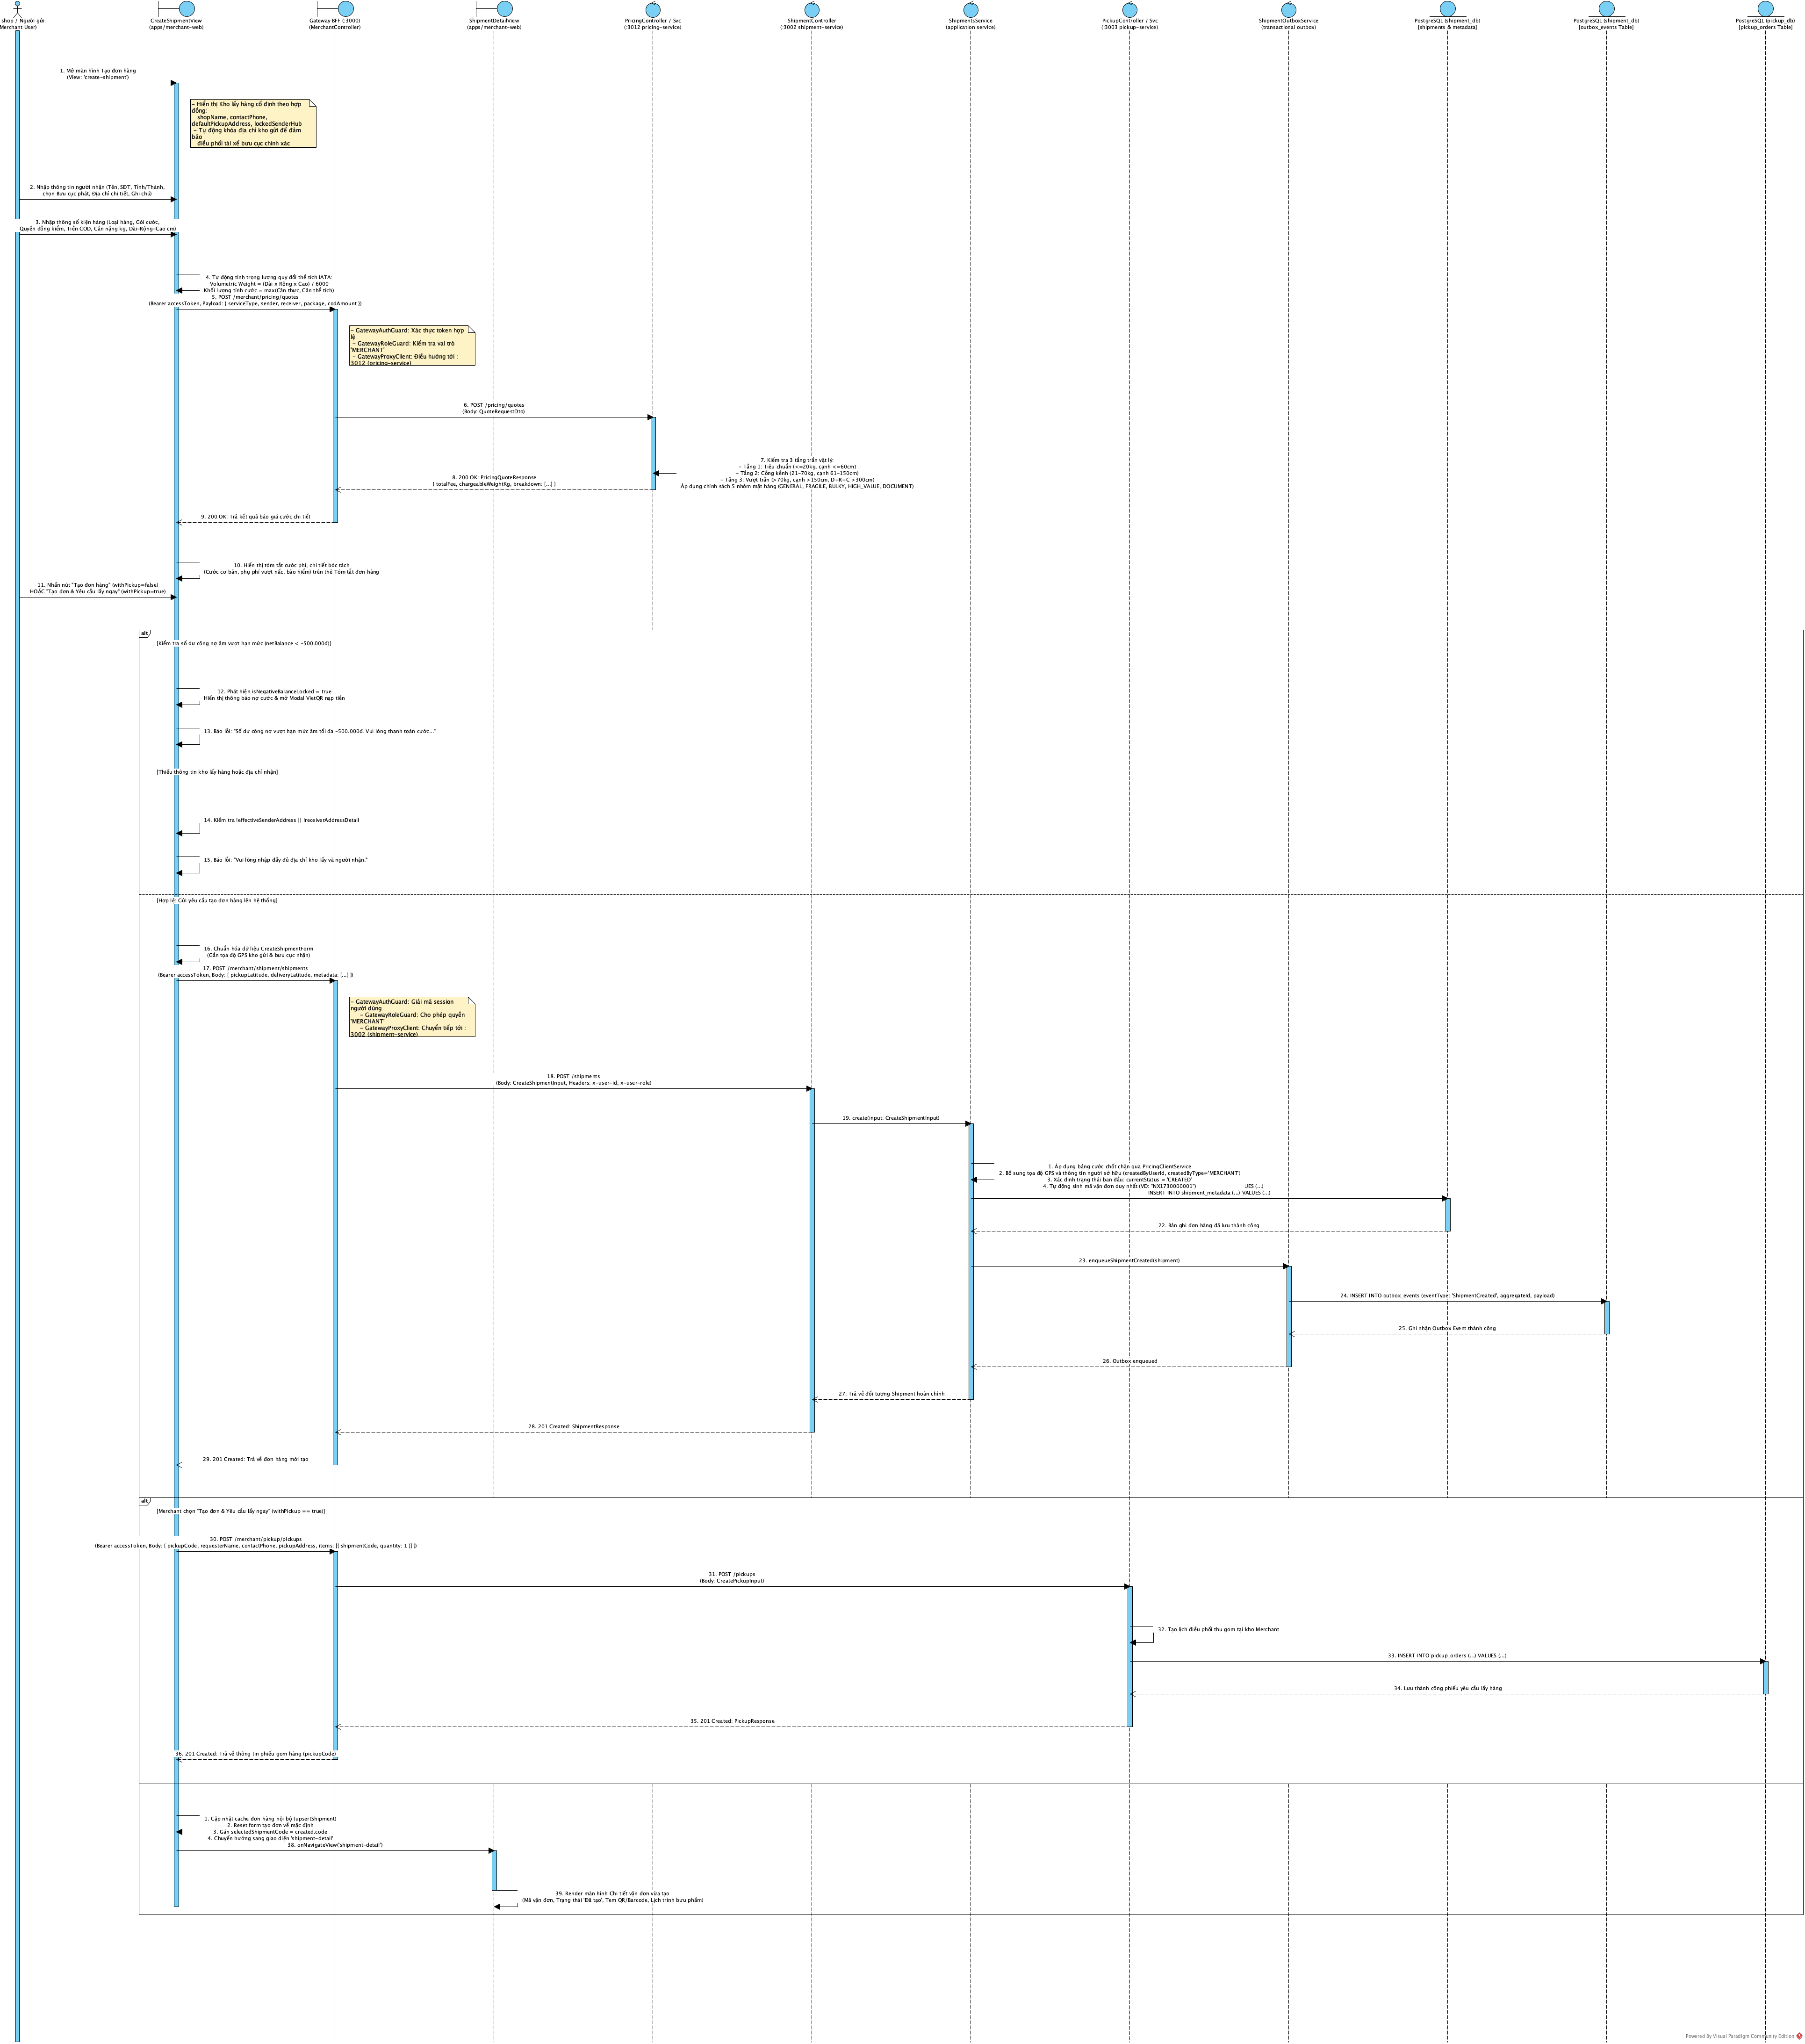 shop / Người gửi
Merchant User)
CreateShipmentView
(apps/merchant-web)
Gateway BFF (:3000)
(MerchantController)
ShipmentDetailView
(apps/merchant-web)
PricingController / Svc
(:3012 pricing-service)
ShipmentController
(:3002 shipment-service)
ShipmentsService
(application service)
PickupController / Svc
(:3003 pickup-service)
ShipmentOutboxService
(transactional outbox)
PostgreSQL (shipment_db)
[shipments & metadata]
PostgreSQL (shipment_db)
[outbox_events Table]
PostgreSQL (pickup_db)
[pickup_orders Table]
1. Mở màn hình Tạo đơn hàng
(View: 'create-shipment')
- Hiển thị Kho lấy hàng cố định theo hợp
đồng:
shopName, contactPhone,
defaultPickupAddress, lockedSenderHub
- Tự động khóa địa chỉ kho gửi để đảm
bảo
điều phối tài xế bưu cục chính xác
2. Nhập thông tin người nhận (Tên, SĐT, Tỉnh/Thành,
chọn Bưu cục phát, Địa chỉ chi tiết, Ghi chú)
3. Nhập thông số kiện hàng (Loại hàng, Gói cước,
Quyền đồng kiểm, Tiền COD, Cân nặng kg, Dài-Rộng-Cao cm)
4. Tự động tính trọng lượng quy đổi thể tích IATA:
Volumetric Weight = (Dài x Rộng x Cao) / 6000
Khối lượng tính cước = max(Cân thực, Cân thể tích)
5. POST /merchant/pricing/quotes
(Bearer accessToken, Payload: { serviceType, sender, receiver, package, codAmount })
- GatewayAuthGuard: Xác thực token hợp
lệ
- GatewayRoleGuard: Kiểm tra vai trò
'MERCHANT'
- GatewayProxyClient: Điều hướng tới :
3012 (pricing-service)
6. POST /pricing/quotes
(Body: QuoteRequestDto)
7. Kiểm tra 3 tầng trần vật lý:
- Tầng 1: Tiêu chuẩn (<=20kg, cạnh <=60cm)
- Tầng 2: Cồng kềnh (21-70kg, cạnh 61-150cm)
- Tầng 3: Vượt trần (>70kg, cạnh >150cm, D+R+C >300cm)
Áp dụng chính sách 5 nhóm mặt hàng (GENERAL, FRAGILE, BULKY, HIGH_VALUE, DOCUMENT)
8. 200 OK: PricingQuoteResponse
{ totalFee, chargeableWeightKg, breakdown: [...] }
9. 200 OK: Trả kết quả báo giá cước chi tiết
10. Hiển thị tóm tắt cước phí, chi tiết bóc tách
(Cước cơ bản, phụ phí vượt nấc, bảo hiểm) trên thẻ Tóm tắt đơn hàng
11. Nhấn nút "Tạo đơn hàng" (withPickup=false)
HOẶC "Tạo đơn & Yêu cầu lấy ngay" (withPickup=true)
alt
[Kiểm tra số dư công nợ âm vượt hạn mức (netBalance < -500.000đ)]
12. Phát hiện isNegativeBalanceLocked = true
Hiển thị thông báo nợ cước & mở Modal VietQR nạp tiền
13. Báo lỗi: "Số dư công nợ vượt hạn mức âm tối đa -500.000đ. Vui lòng thanh toán cước..."
[Thiếu thông tin kho lấy hàng hoặc địa chỉ nhận]
14. Kiểm tra !effectiveSenderAddress || !receiverAddressDetail
15. Báo lỗi: "Vui lòng nhập đầy đủ địa chỉ kho lấy và người nhận."
[Hợp lệ: Gửi yêu cầu tạo đơn hàng lên hệ thống]
16. Chuẩn hóa dữ liệu CreateShipmentForm
(Gắn tọa độ GPS kho gửi & bưu cục nhận)
17. POST /merchant/shipment/shipments
(Bearer accessToken, Body: { pickupLatitude, deliveryLatitude, metadata: {...} })
- GatewayAuthGuard: Giải mã session
người dùng
- GatewayRoleGuard: Cho phép quyền
'MERCHANT'
- GatewayProxyClient: Chuyển tiếp tới :
3002 (shipment-service)
18. POST /shipments
(Body: CreateShipmentInput, Headers: x-user-id, x-user-role)
19. create(input: CreateShipmentInput)
1. Áp dụng bảng cước chốt chặn qua PricingClientService
2. Bổ sung tọa độ GPS và thông tin người sở hữu (createdByUserId, createdByType='MERCHANT')
3. Xác định trạng thái ban đầu: currentStatus = 'CREATED'
4. Tự động sinh mã vận đơn duy nhất (VD: "NX1730000001") JES (...)
INSERT INTO shipment_metadata (...) VALUES (...)
22. Bản ghi đơn hàng đã lưu thành công
23. enqueueShipmentCreated(shipment)
24. INSERT INTO outbox_events (eventType: 'ShipmentCreated', aggregateId, payload)
25. Ghi nhận Outbox Event thành công
26. Outbox enqueued
27. Trả về đối tượng Shipment hoàn chỉnh
28. 201 Created: ShipmentResponse
29. 201 Created: Trả về đơn hàng mới tạo
alt
[Merchant chọn "Tạo đơn & Yêu cầu lấy ngay" (withPickup == true)]
30. POST /merchant/pickup/pickups
(Bearer accessToken, Body: { pickupCode, requesterName, contactPhone, pickupAddress, items: [{ shipmentCode, quantity: 1 }] })
31. POST /pickups
(Body: CreatePickupInput)
32. Tạo lịch điều phối thu gom tại kho Merchant
33. INSERT INTO pickup_orders (...) VALUES (...)
34. Lưu thành công phiếu yêu cầu lấy hàng
35. 201 Created: PickupResponse
36. 201 Created: Trả về thông tin phiếu gom hàng (pickupCode)
1. Cập nhật cache đơn hàng nội bộ (upsertShipment)
2. Reset form tạo đơn về mặc định
3. Gán selectedShipmentCode = created.code
4. Chuyển hướng sang giao diện 'shipment-detail'
38. onNavigateView('shipment-detail')
39. Render màn hình Chi tiết vận đơn vừa tạo
(Mã vận đơn, Trạng thái 'Đã tạo', Tem QR/Barcode, Lịch trình bưu phẩm)
Powered By Visual Paradigm Community Edition